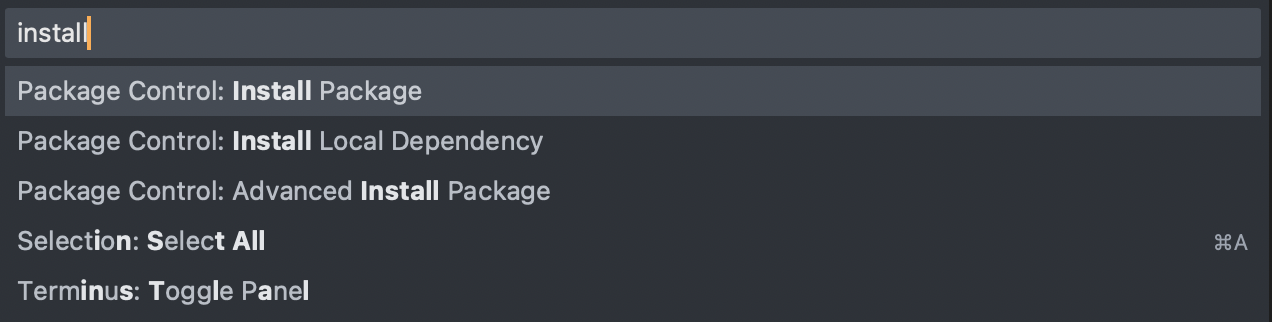 install
Package Control: Install Package
Package Control: Install Local Dependency
Package Control: Advanced Install Package
Selection: Select All ⌘A
Terminus: Toggle Panel